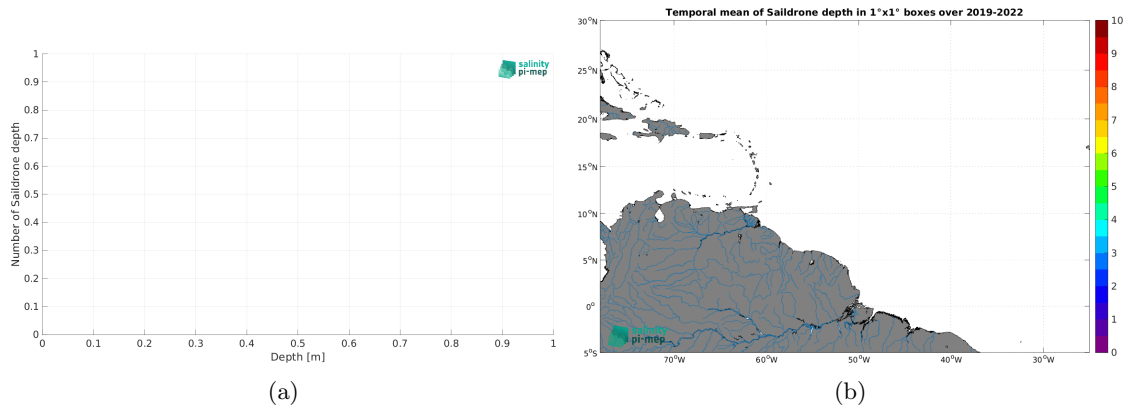 1
0.9
0.8
0.7
0.6
0.5
0.4
0.3
0.2
0.1
0
Number of Saildrone depth
salinity
pi-mep
0 0.1 0.2 0.3 0.4 0.5 0.6 0.7 0.8 0.9 1
Depth [m]
(a)
Temporal mean of Saildrone depth in 1°x1° boxes over 2019-2022
30°N
25°N
20°N
15°N
10°N
5°N
0°
5°S
salinity
pi-mep
70°W 60°W 50°W 40°W 30°W
10
9
8
7
6
5
4
3
2
1
0
(b)